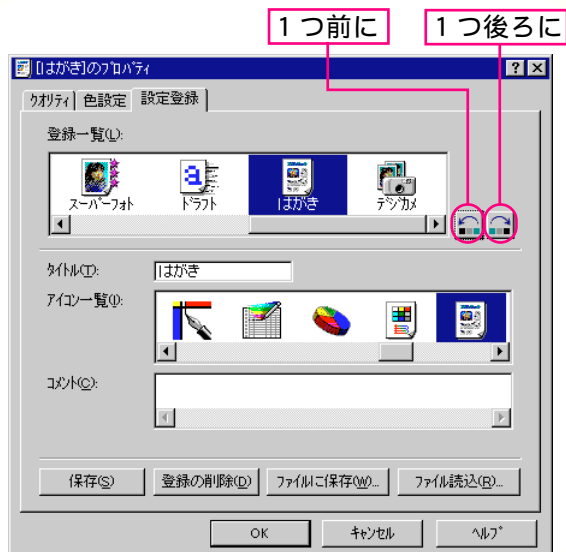 １つ前に
１つ後ろに
[はがき]のﾌﾟﾛﾊﾟﾃｨ
ｸｵﾘﾃｨ 色設定 設定登録
登録一覧(L):
スーパーフォト ﾄﾞﾗﾌﾄ はがき ﾃﾞｼﾞｶﾒ
ﾀｲﾄﾙ(T): はがき
ｱｲｺﾝ一覧(I):
ｺﾒﾝﾄ(C):
保存(S) 登録の削除(D) ﾌｧｲﾙに保存(W)... ﾌｧｲﾙ読込(R)...
OK ｷｬﾝｾﾙ ﾍﾙﾌﾟ